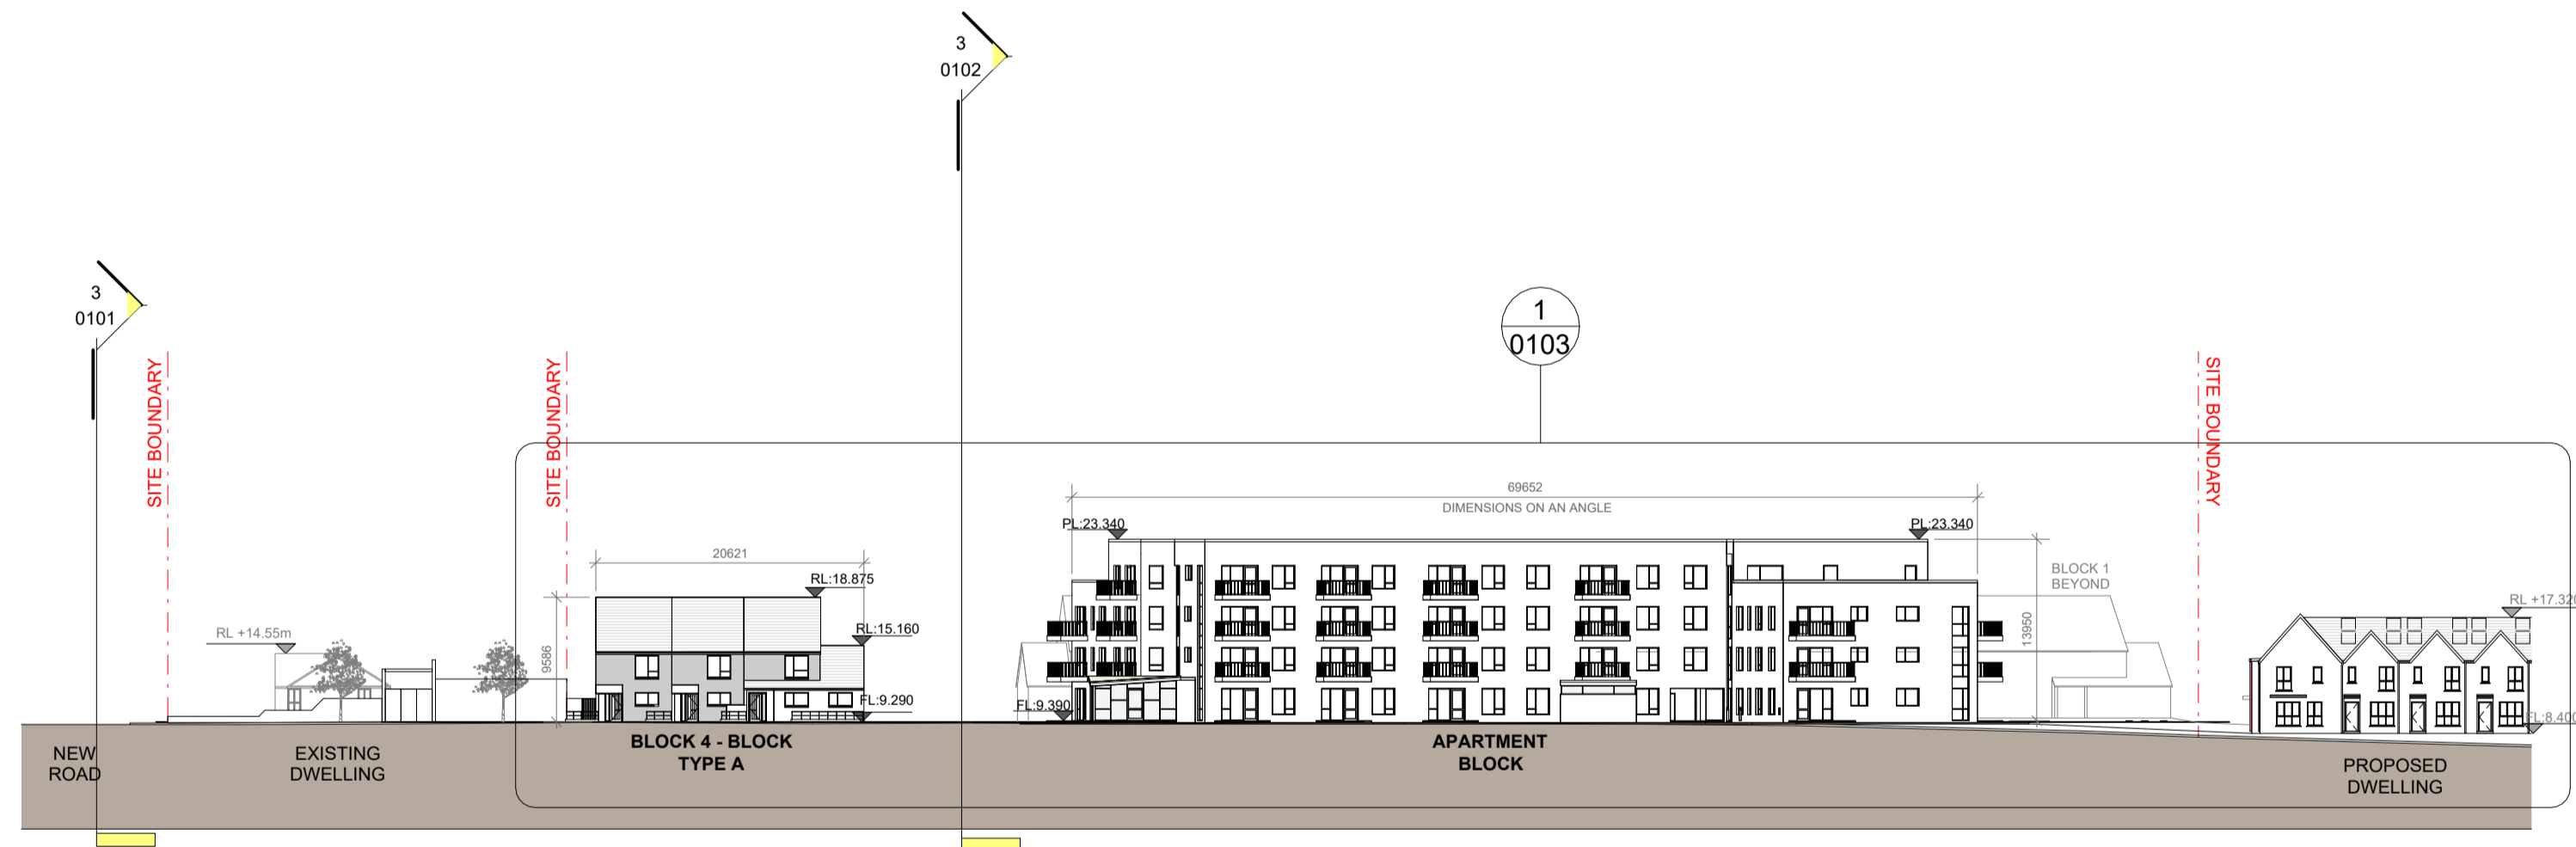 3
0102
3
0101
1
0103
SITE BOUNDARY
SITE BOUNDARY
SITE BOUNDARY
69652
DIMENSIONS ON AN ANGLE
PL:23.340
PL:23.340
20621
RL:18.875
BLOCK 1
BEYOND
RL +17.320
RL +14.55m
RL:15.160
9586
13950
FL:9.290
FL:9.390
FL:8.400
NEW
ROAD
EXISTING
DWELLING
BLOCK 4 - BLOCK
TYPE A
APARTMENT
BLOCK
PROPOSED
DWELLING